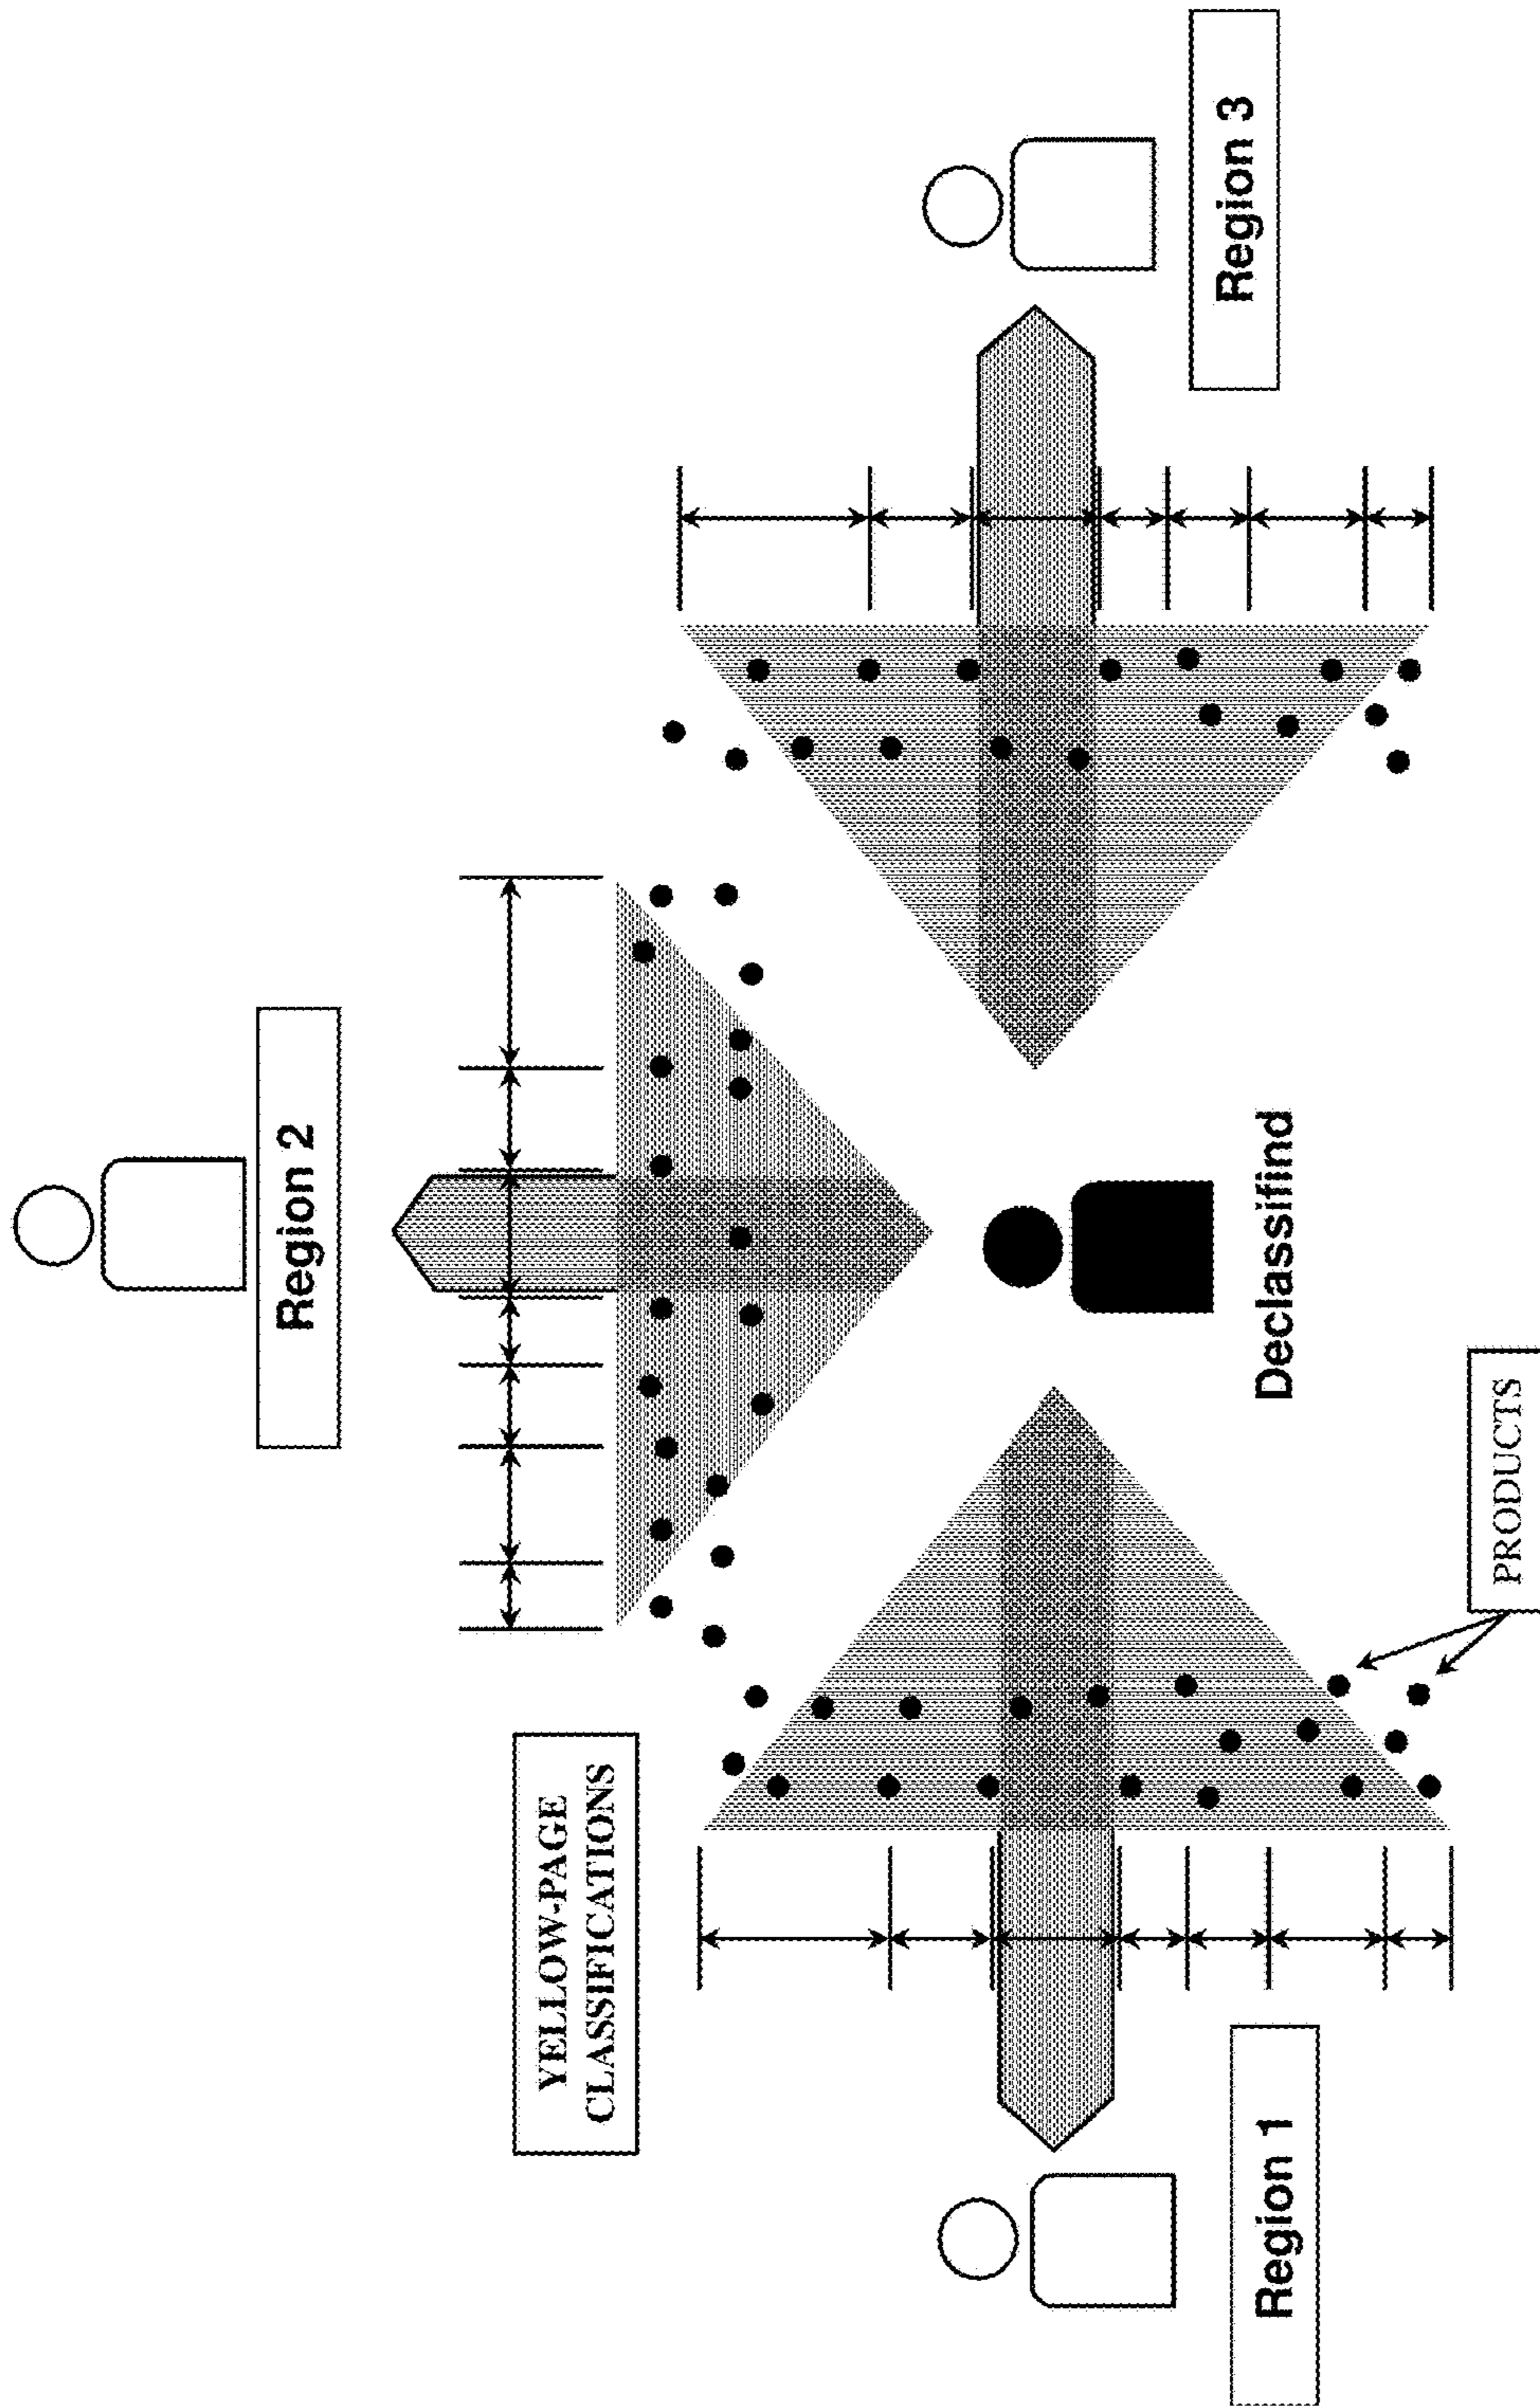 Region 2
YELLOW-PAGE
CLASSIFICATIONS
Region 1
Declassifind
Region 3
PRODUCTS